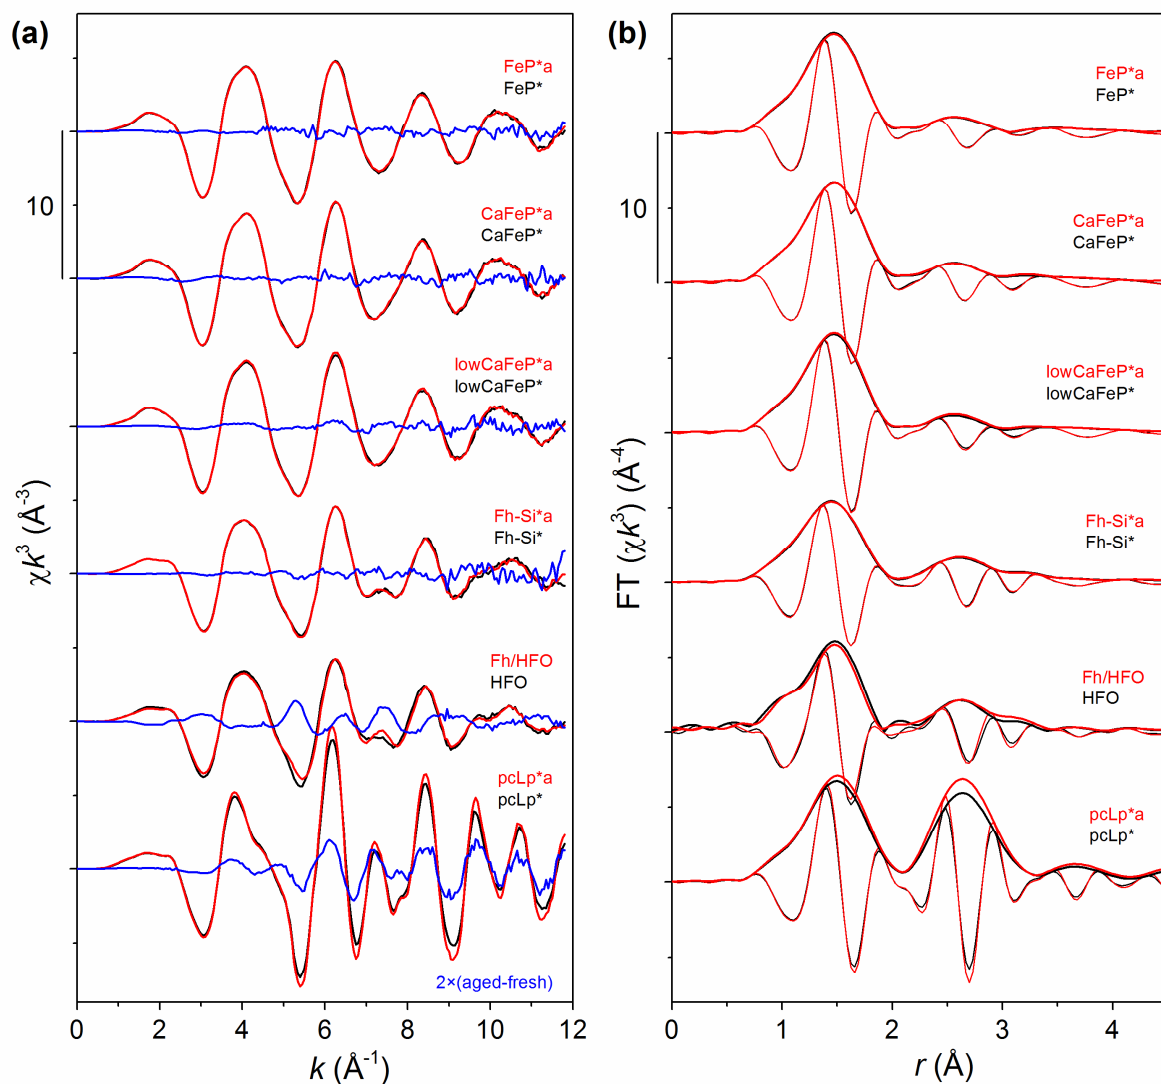 (a)
FeP*a
FeP*
10
CaFeP*a
CaFeP*
lowCaFeP*a
lowCaFeP*
χk³ (Å⁻³)
Fh-Si*a
Fh-Si*
Fh/HFO
HFO
pcLp*a
pcLp*
2×(aged-fresh)
0 2 4 6 8 10 12
k (Å⁻¹)
(b)
FeP*a
FeP*
10
CaFeP*a
CaFeP*
lowCaFeP*a
lowCaFeP*
FT (χk³) (Å⁻⁴)
Fh-Si*a
Fh-Si*
Fh/HFO
HFO
pcLp*a
pcLp*
0 1 2 3 4
r (Å)